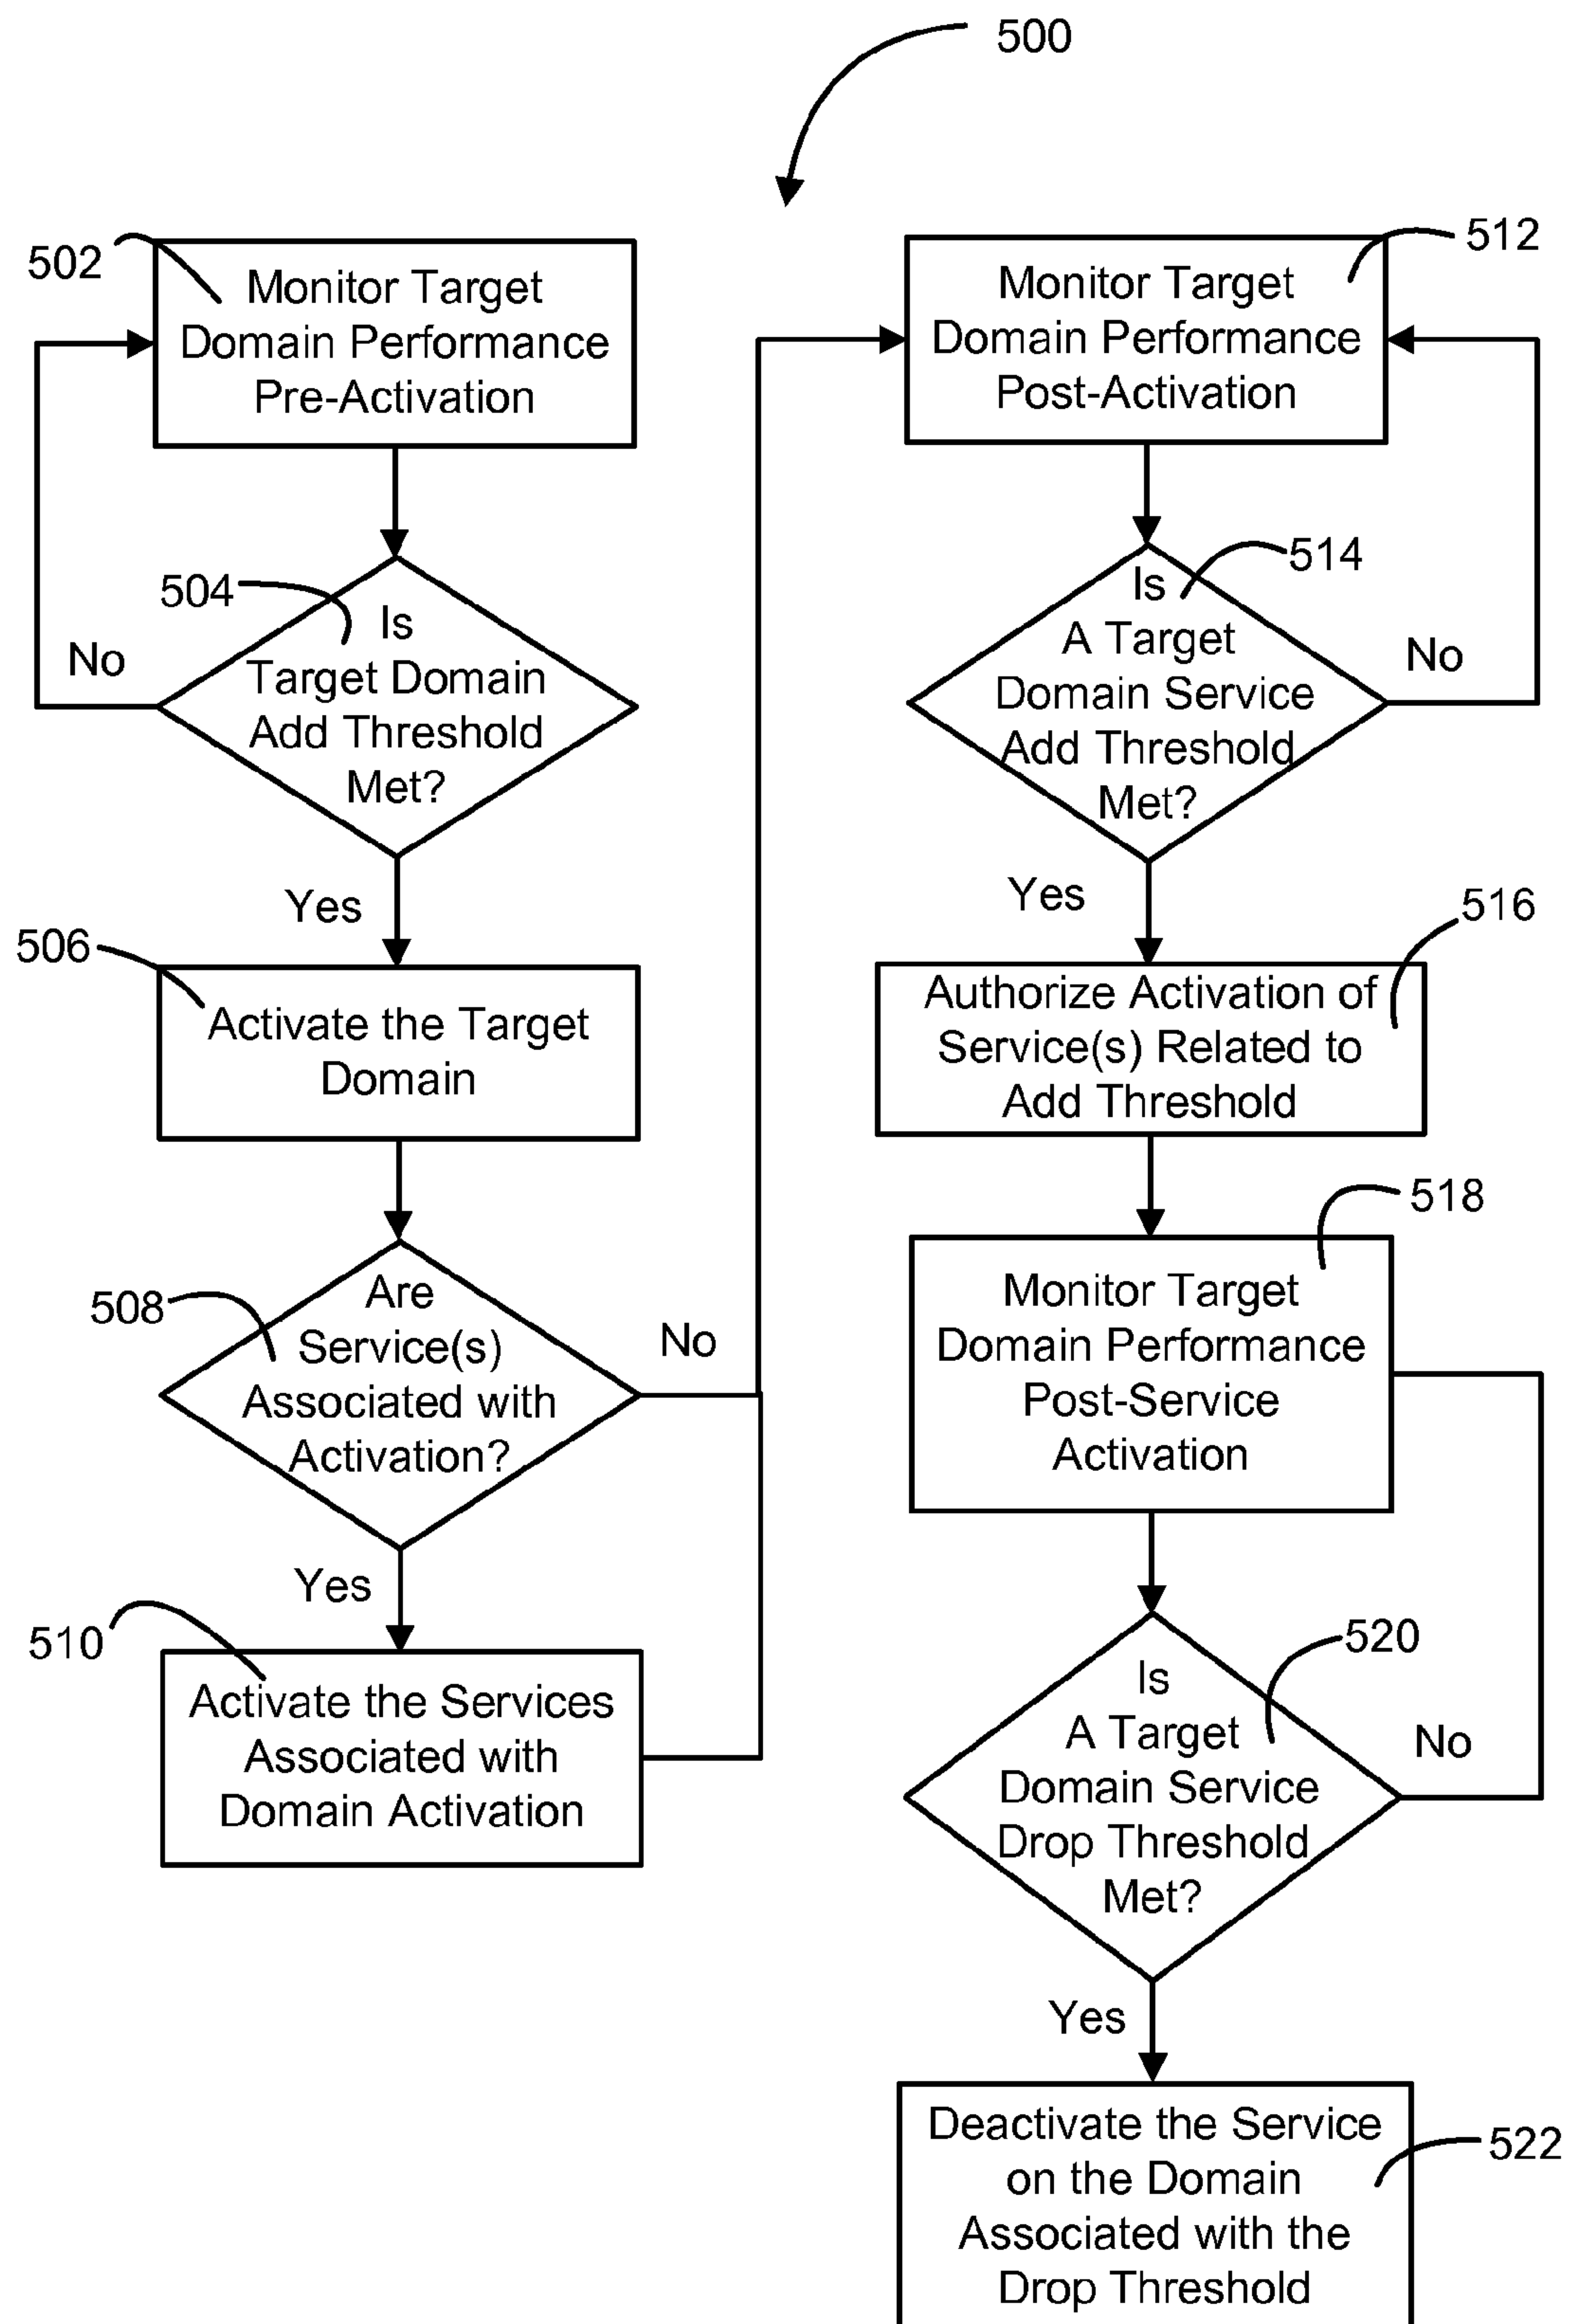 500
502
Monitor Target
Domain Performance
Pre-Activation
504
Is
Target Domain
Add Threshold
Met?
No
Yes
506
Activate the Target
Domain
508
Are
Service(s)
Associated with
Activation?
No
Yes
510
Activate the Services
Associated with
Domain Activation
512
Monitor Target
Domain Performance
Post-Activation
514
Is
A Target
Domain Service
Add Threshold
Met?
No
Yes
516
Authorize Activation of
Service(s) Related to
Add Threshold
518
Monitor Target
Domain Performance
Post-Service
Activation
520
Is
A Target
Domain Service
Drop Threshold
Met?
No
Yes
Deactivate the Service
on the Domain
Associated with the
Drop Threshold
522